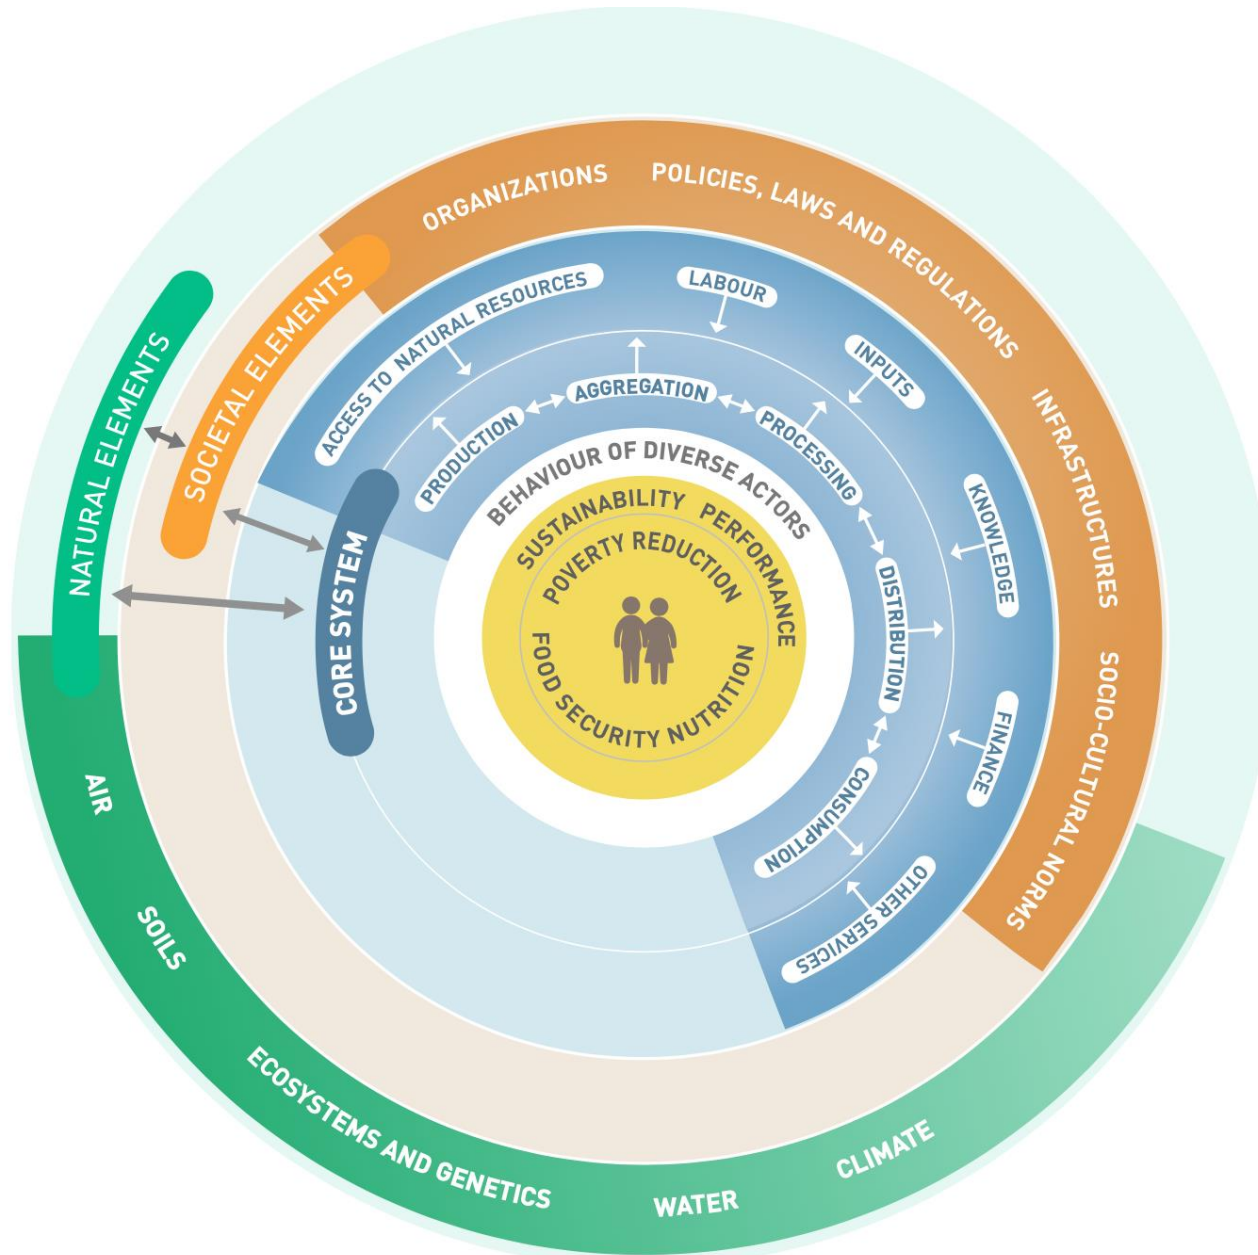 NATURAL ELEMENTS
SOCIETAL ELEMENTS
CORE SYSTEM
ORGANIZATIONS
POLICIES, LAWS AND REGULATIONS
INFRASTRUCTURES
SOCIO-CULTURAL NORMS
ACCESS TO NATURAL RESOURCES
LABOUR
INPUTS
KNOWLEDGE
FINANCE
OTHER SERVICES
PRODUCTION
AGGREGATION
PROCESSING
DISTRIBUTION
CONSUMPTION
BEHAVIOUR OF DIVERSE ACTORS
SUSTAINABILITY PERFORMANCE
POVERTY REDUCTION
FOOD SECURITY NUTRITION
AIR
SOILS
ECOSYSTEMS AND GENETICS
WATER
CLIMATE